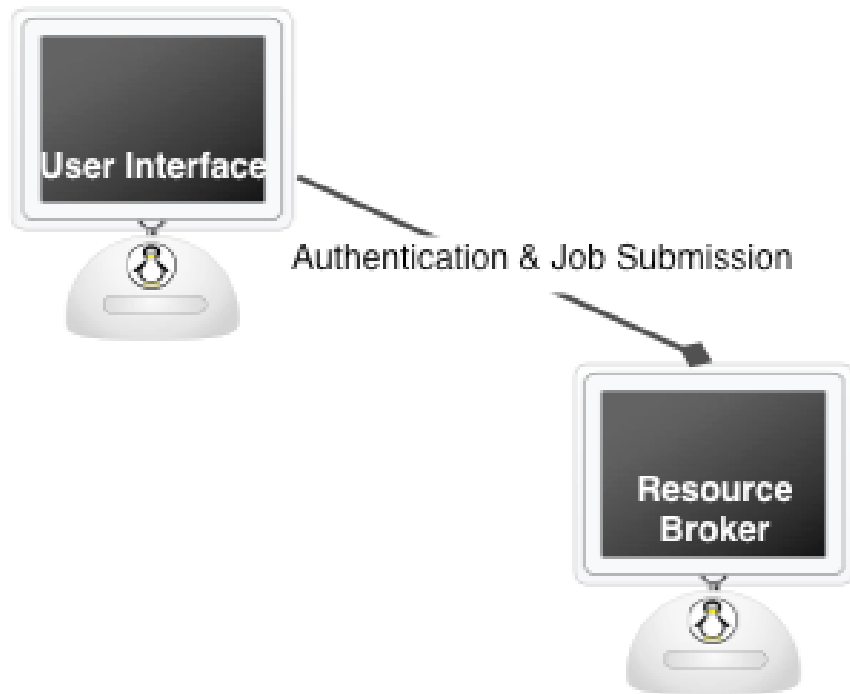 User Interface
Authentication & Job Submission
Resource
Broker